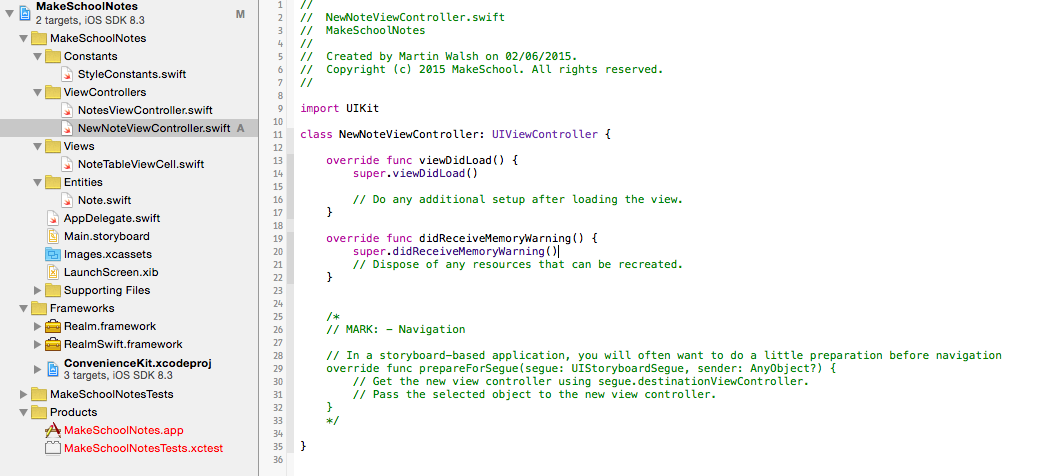 MakeSchoolNotes
2 targets, iOS SDK 8.3
M
MakeSchoolNotes
Constants
StyleConstants.swift
ViewControllers
NotesViewController.swift
NewNoteViewController.swift A
Views
NoteTableViewCell.swift
Entities
Note.swift
AppDelegate.swift
Main.storyboard
Images.xcassets
LaunchScreen.xib
Supporting Files
Frameworks
Realm.framework
RealmSwift.framework
ConvenienceKit.xcodeproj
3 targets, iOS SDK 8.3
MakeSchoolNotesTests
Products
MakeSchoolNotes.app
MakeSchoolNotesTests.xctest
1 //
2 //  NewNoteViewController.swift
3 //  MakeSchoolNotes
4 //
5 //  Created by Martin Walsh on 02/06/2015.
6 //  Copyright (c) 2015 MakeSchool. All rights reserved.
7 //
8
9 import UIKit
10
11 class NewNoteViewController: UIViewController {
12
13     override func viewDidLoad() {
14         super.viewDidLoad()
15
16         // Do any additional setup after loading the view.
17     }
18
19     override func didReceiveMemoryWarning() {
20         super.didReceiveMemoryWarning()
21         // Dispose of any resources that can be recreated.
22     }
23
24
25     /*
26     // MARK: - Navigation
27
28     // In a storyboard-based application, you will often want to do a little preparation before navigation
29     override func prepareForSegue(segue: UIStoryboardSegue, sender: AnyObject?) {
30         // Get the new view controller using segue.destinationViewController.
31         // Pass the selected object to the new view controller.
32     }
33     */
34
35 }
36